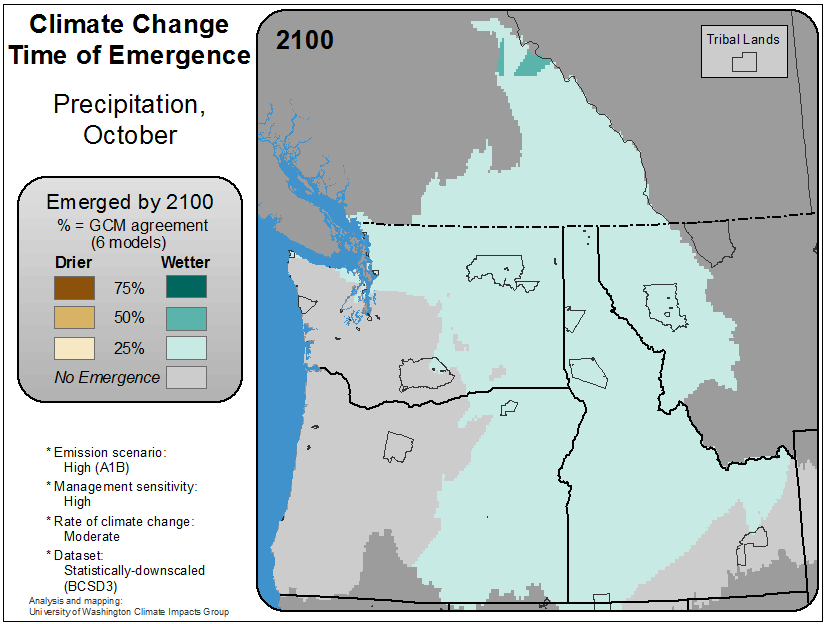 Climate Change
Time of Emergence
Precipitation,
October
Emerged by 2100
% = GCM agreement
(6 models)
Drier Wetter
75%
50%
25%
No Emergence
* Emission scenario:
High (A1B)
* Management sensitivity:
High
* Rate of climate change:
Moderate
* Dataset:
Statistically-downscaled
(BCSD3)
Analysis and mapping:
University of Washington Climate Impacts Group
2100
Tribal Lands